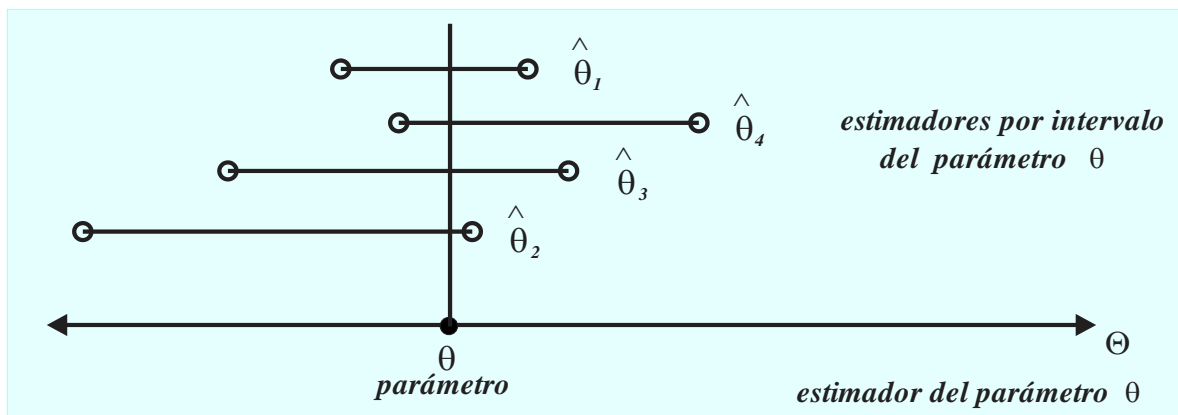 θ̂₁
θ̂₄
estimadores por intervalo
del parámetro θ
θ̂₃
θ̂₂
θ
Θ
parámetro
estimador del parámetro θ